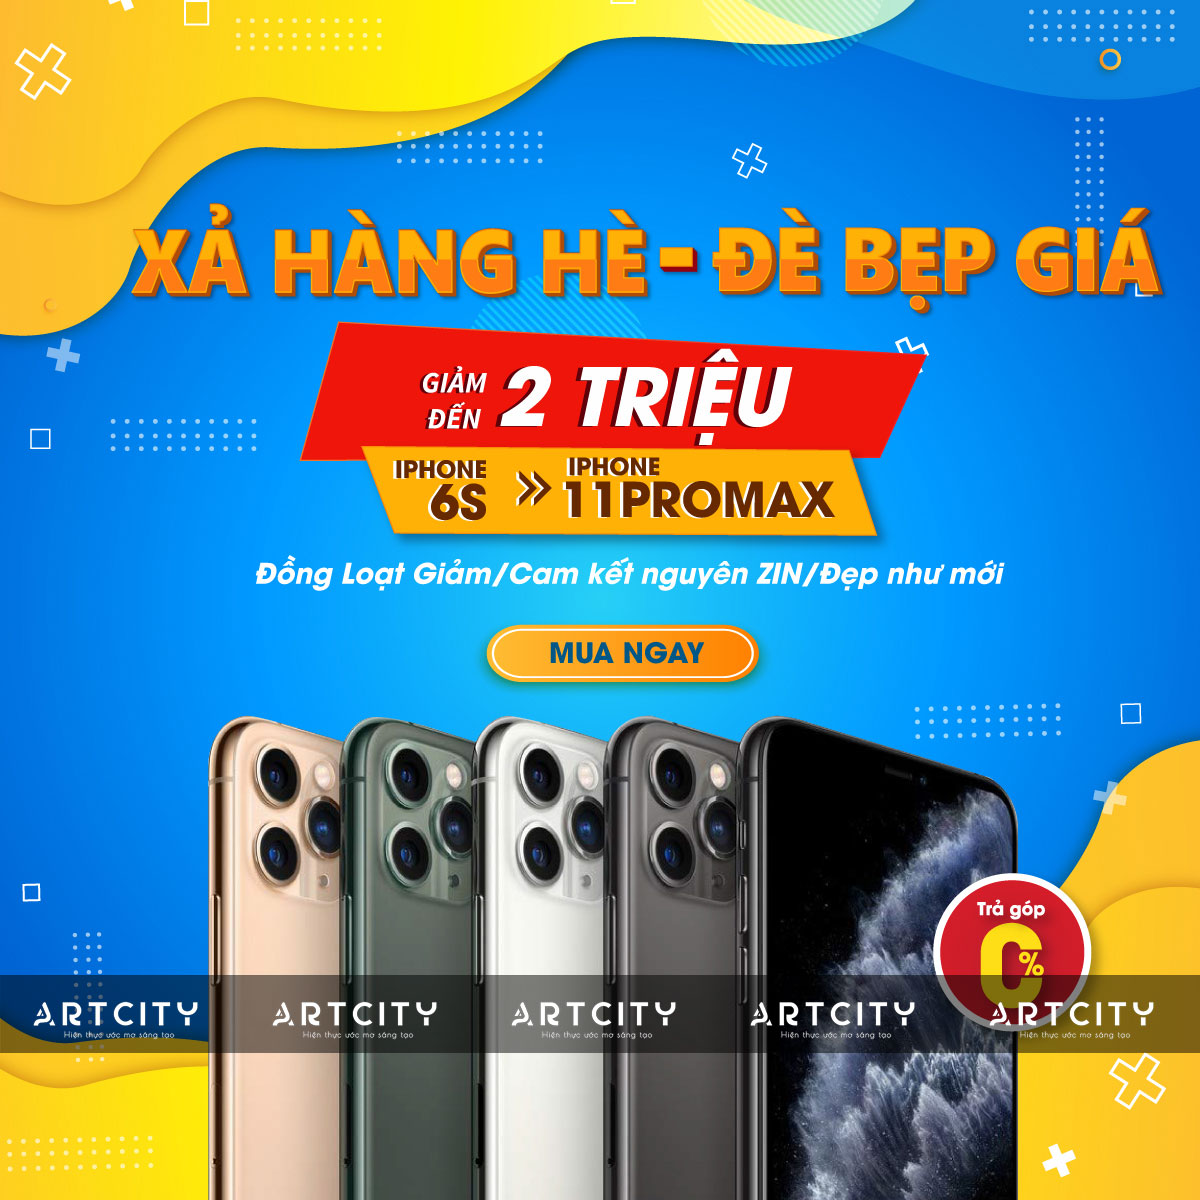 XẢ HÀNG HÈ - ĐÈ BẸP GIÁ
GIẢM
ĐẾN
2 TRIỆU
IPHONE
6S
»
IPHONE
11PROMAX
Đồng Loạt Giảm/Cam kết nguyên ZIN/Đẹp như mới
MUA NGAY
Trả góp
0%
ARTCITY ARTCITY ARTCITY ARTCITY ARTCITY
Hiện thực ước mơ sáng tạo Hiện thực ước mơ sáng tạo Hiện thực ước mơ sáng tạo Hiện thực ước mơ sáng tạo Hiện thực ước mơ sáng tạo